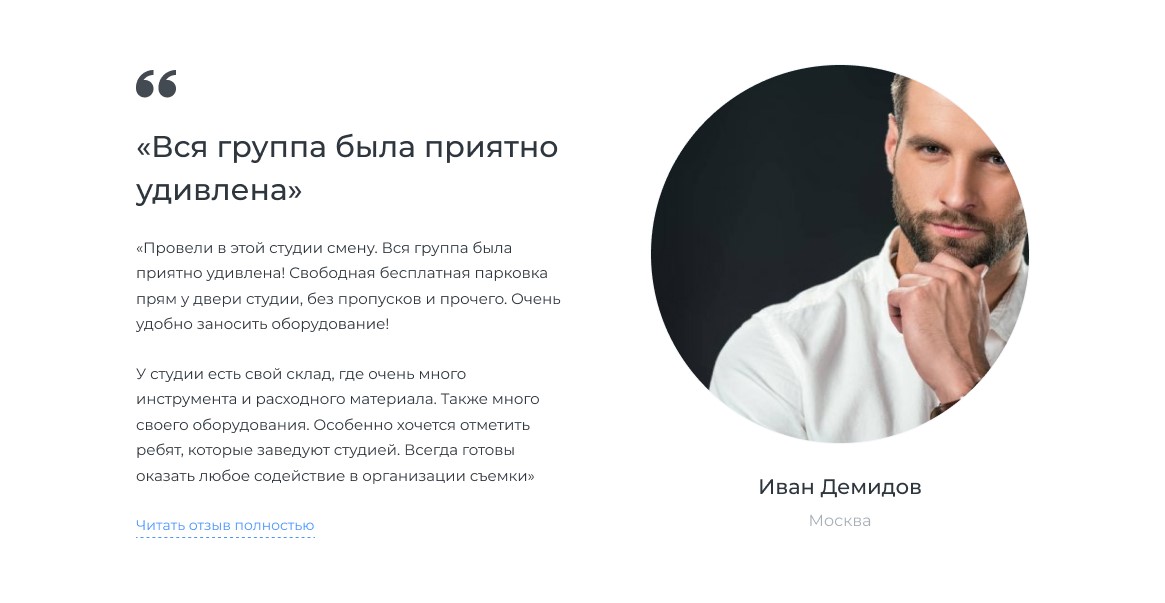 “
«Вся группа была приятно
удивлена»
«Провели в этой студии смену. Вся группа была
приятно удивлена! Свободная бесплатная парковка
прям у двери студии, без пропусков и прочего. Очень
удобно заносить оборудование!
У студии есть свой склад, где очень много
инструмента и расходного материала. Также много
своего оборудования. Особенно хочется отметить
ребят, которые заведуют студией. Всегда готовы
оказать любое содействие в организации съемки»
Читать отзыв полностью
Иван Демидов
Москва